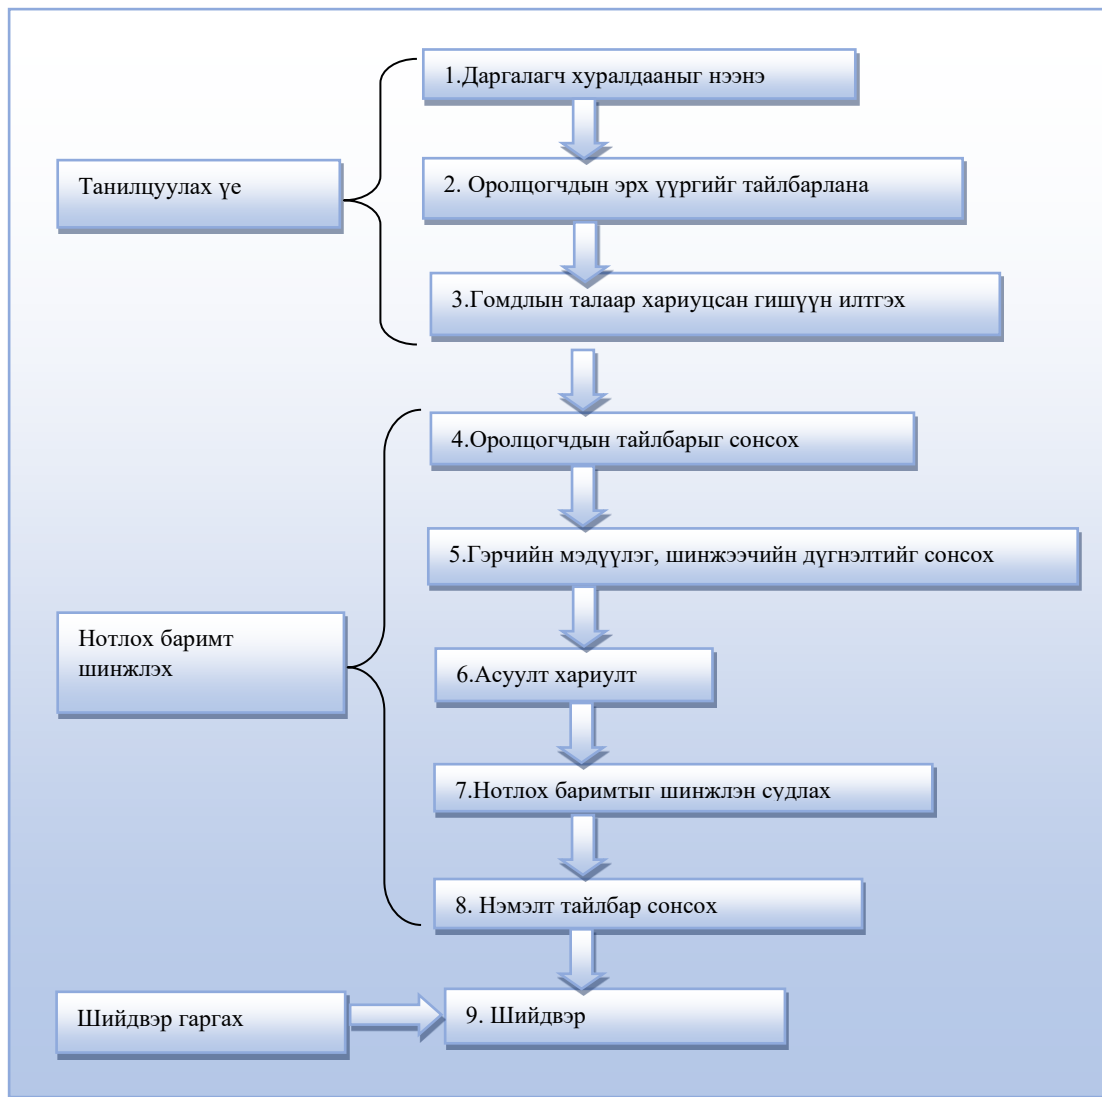 1.Даргалагч хуралдааныг нээнэ
Танилцуулах үе
2. Оролцогчдын эрх үүргийг тайлбарлана
3.Гомдлын талаар хариуцсан гишүүн илтгэх
4.Оролцогчдын тайлбарыг сонсох
5.Гэрчийн мэдүүлэг, шинжээчийн дүгнэлтийг сонсох
Нотлох баримт
шинжлэх
6.Асуулт хариулт
7.Нотлох баримтыг шинжлэн судлах
8. Нэмэлт тайлбар сонсох
Шийдвэр гаргах
9. Шийдвэр